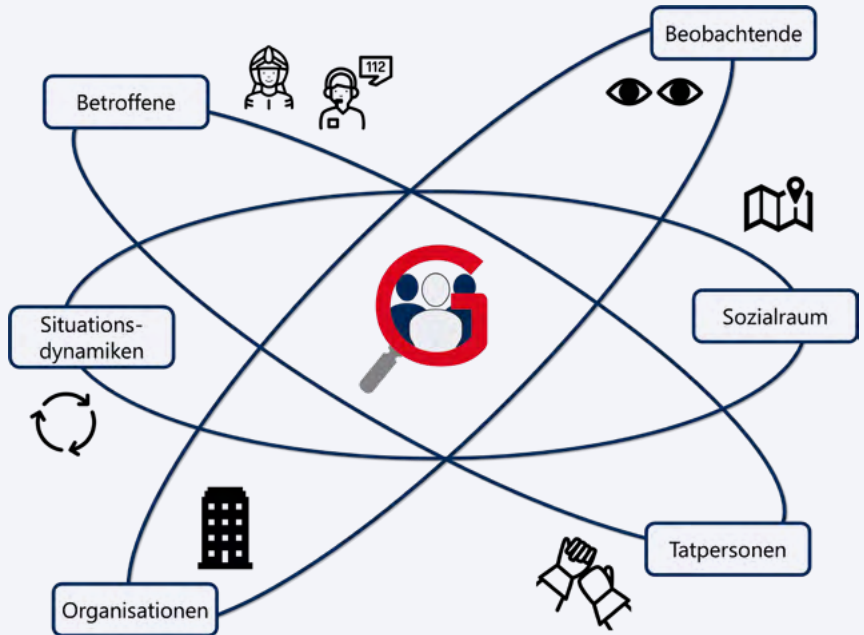 Beobachtende
Betroffene
112
Situations-
dynamiken
Sozialraum
G
Tatpersonen
Organisationen